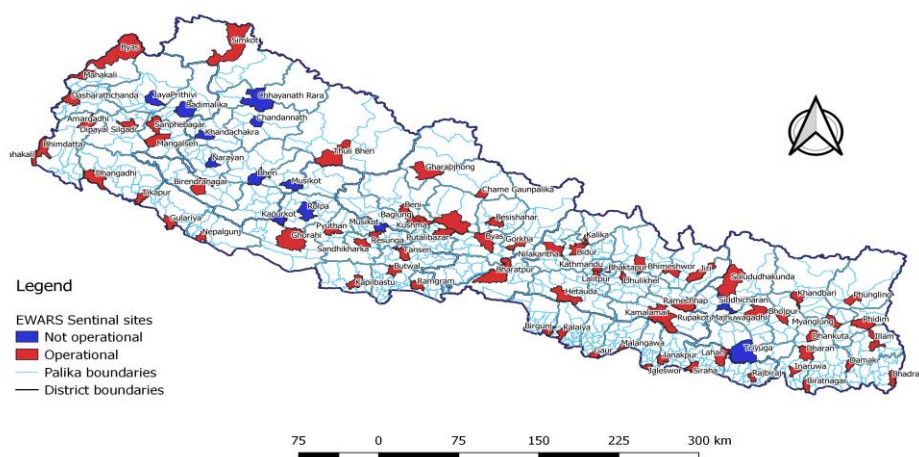 Simkot
Byas
Mahakali
Dasharathchanda
JayaPrithivi
Badimalika
Chhayanath Rara
Chandannath
Amargadhi
Dipayal Silgadi
Sanphebagar
Khandachakra
Mangalsen
Bhimdatta
Narayan
Thuli Bheri
Dhangadhi
Bheri
Musikot
Gharapjhong
Birendranagar
Tikapur
Chame Gaunpalika
Rolpa
Beni
Baglung
Kapurkot
Gulariya
Pyuthan
Musikot
Kushma
Besishahar
Nepalgunj
Ghorahi
Resunga
Putalibazar
Byas
Gorkha
Kalika
Sandhikharka
Tansen
Nilakantha
Bidur
Bharatpur
Kathmandu
Bhaktapur
Bhimeshwor
Jiri
Solududhakunda
Butwal
Lalitpur
Dhulikhel
Kapilbastu
Ramgram
Hetauda
Ramechhap
Siddhicharan
Khandbari
Phungling
Kamalamai
Rupakot
Majhuwagadhi
Bhojpur
Myanglung
Phidim
Birgunj
Kalaiya
Dhankuta
Illam
Malangawa
Lahan
Triyuga
Dharan
Gaur
Janakpur
Inaruwa
Damak
Jaleswor
Siraha
Rajbiraj
Biratnagar
Bhadra
Legend
EWARS Sentinal sites
Not operational
Operational
Palika boundaries
District boundaries
75 0 75 150 225 300 km